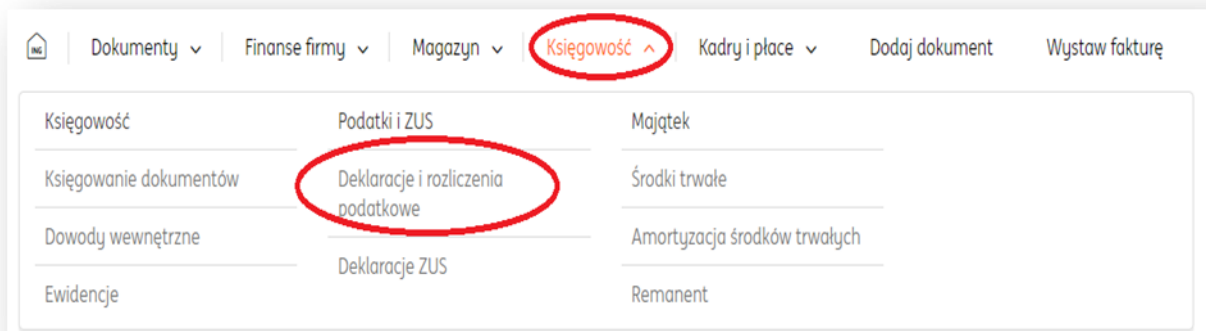 ING Dokumenty Finanse firmy Magazyn Księgowość Kadry i płace Dodaj dokument Wystaw fakturę
Księgowość Podatki i ZUS Majątek
Księgowanie dokumentów Deklaracje i rozliczenia Środki trwałe
podatkowe
Dowody wewnętrzne Amortyzacja środków trwałych
Deklaracje ZUS
Ewidencje Remanent